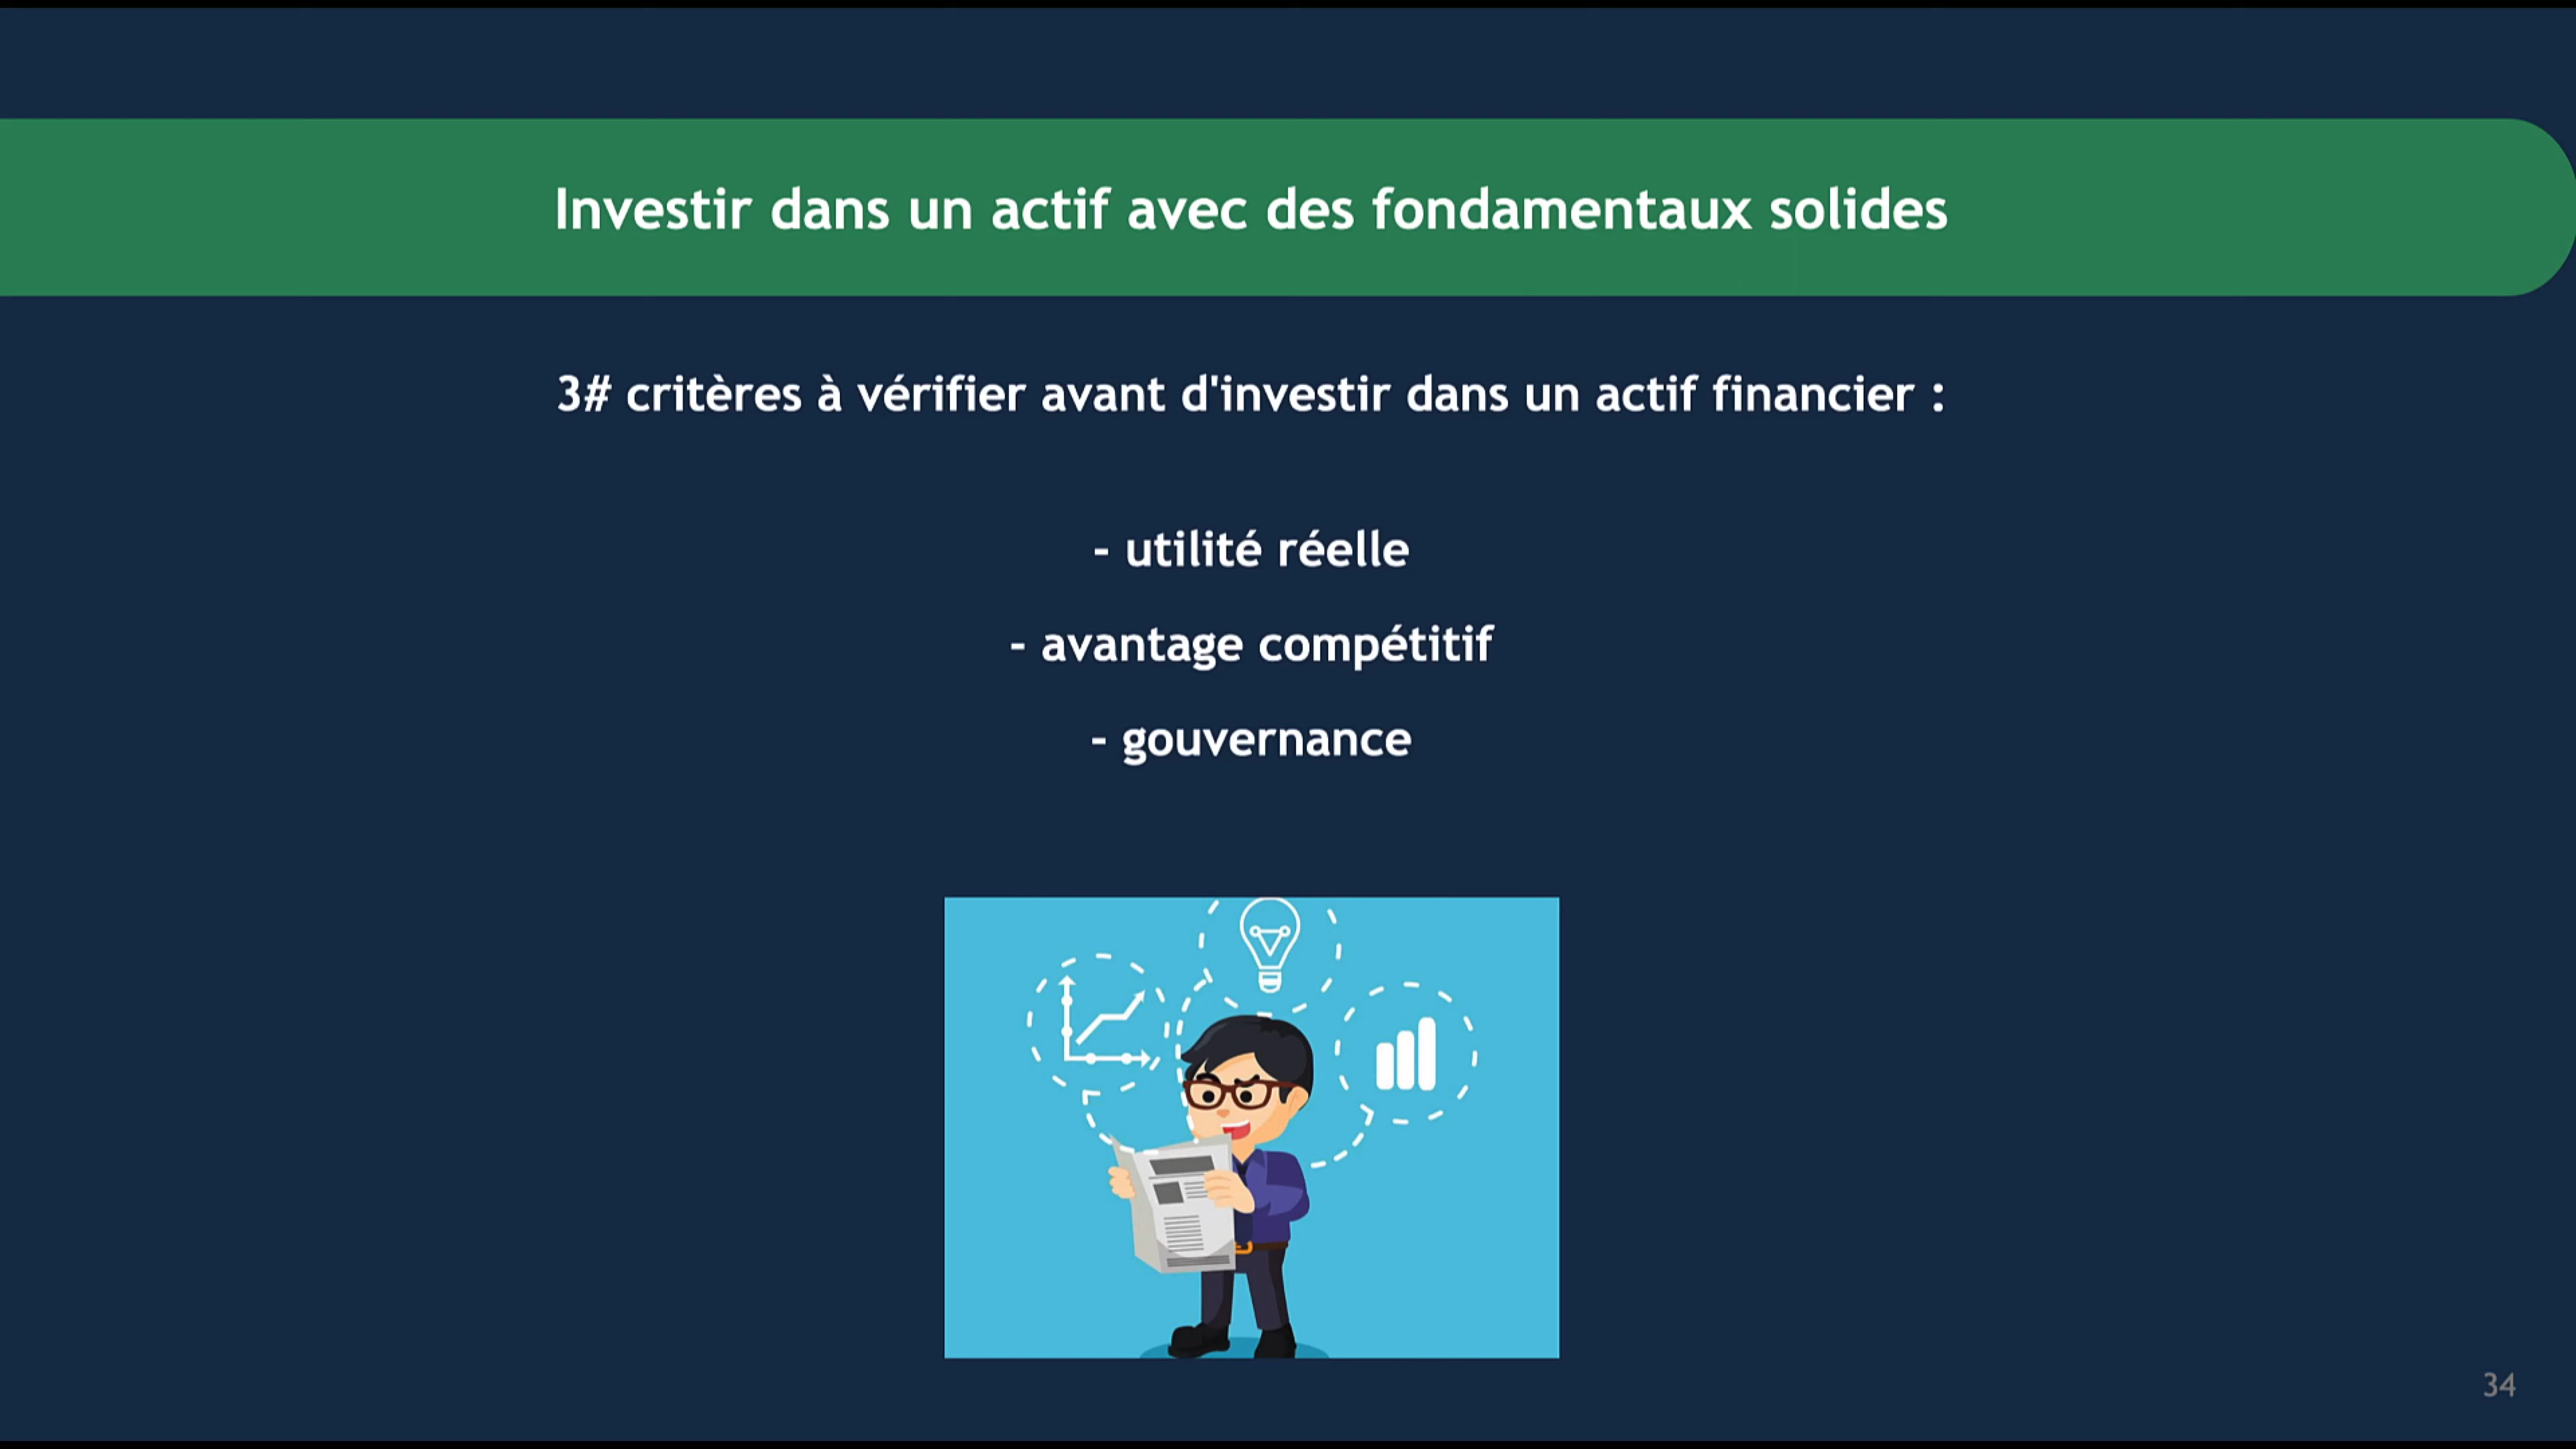 Investir dans un actif avec des fondamentaux solides
3# critères à vérifier avant d'investir dans un actif financier :
- utilité réelle
- avantage compétitif
- gouvernance
34